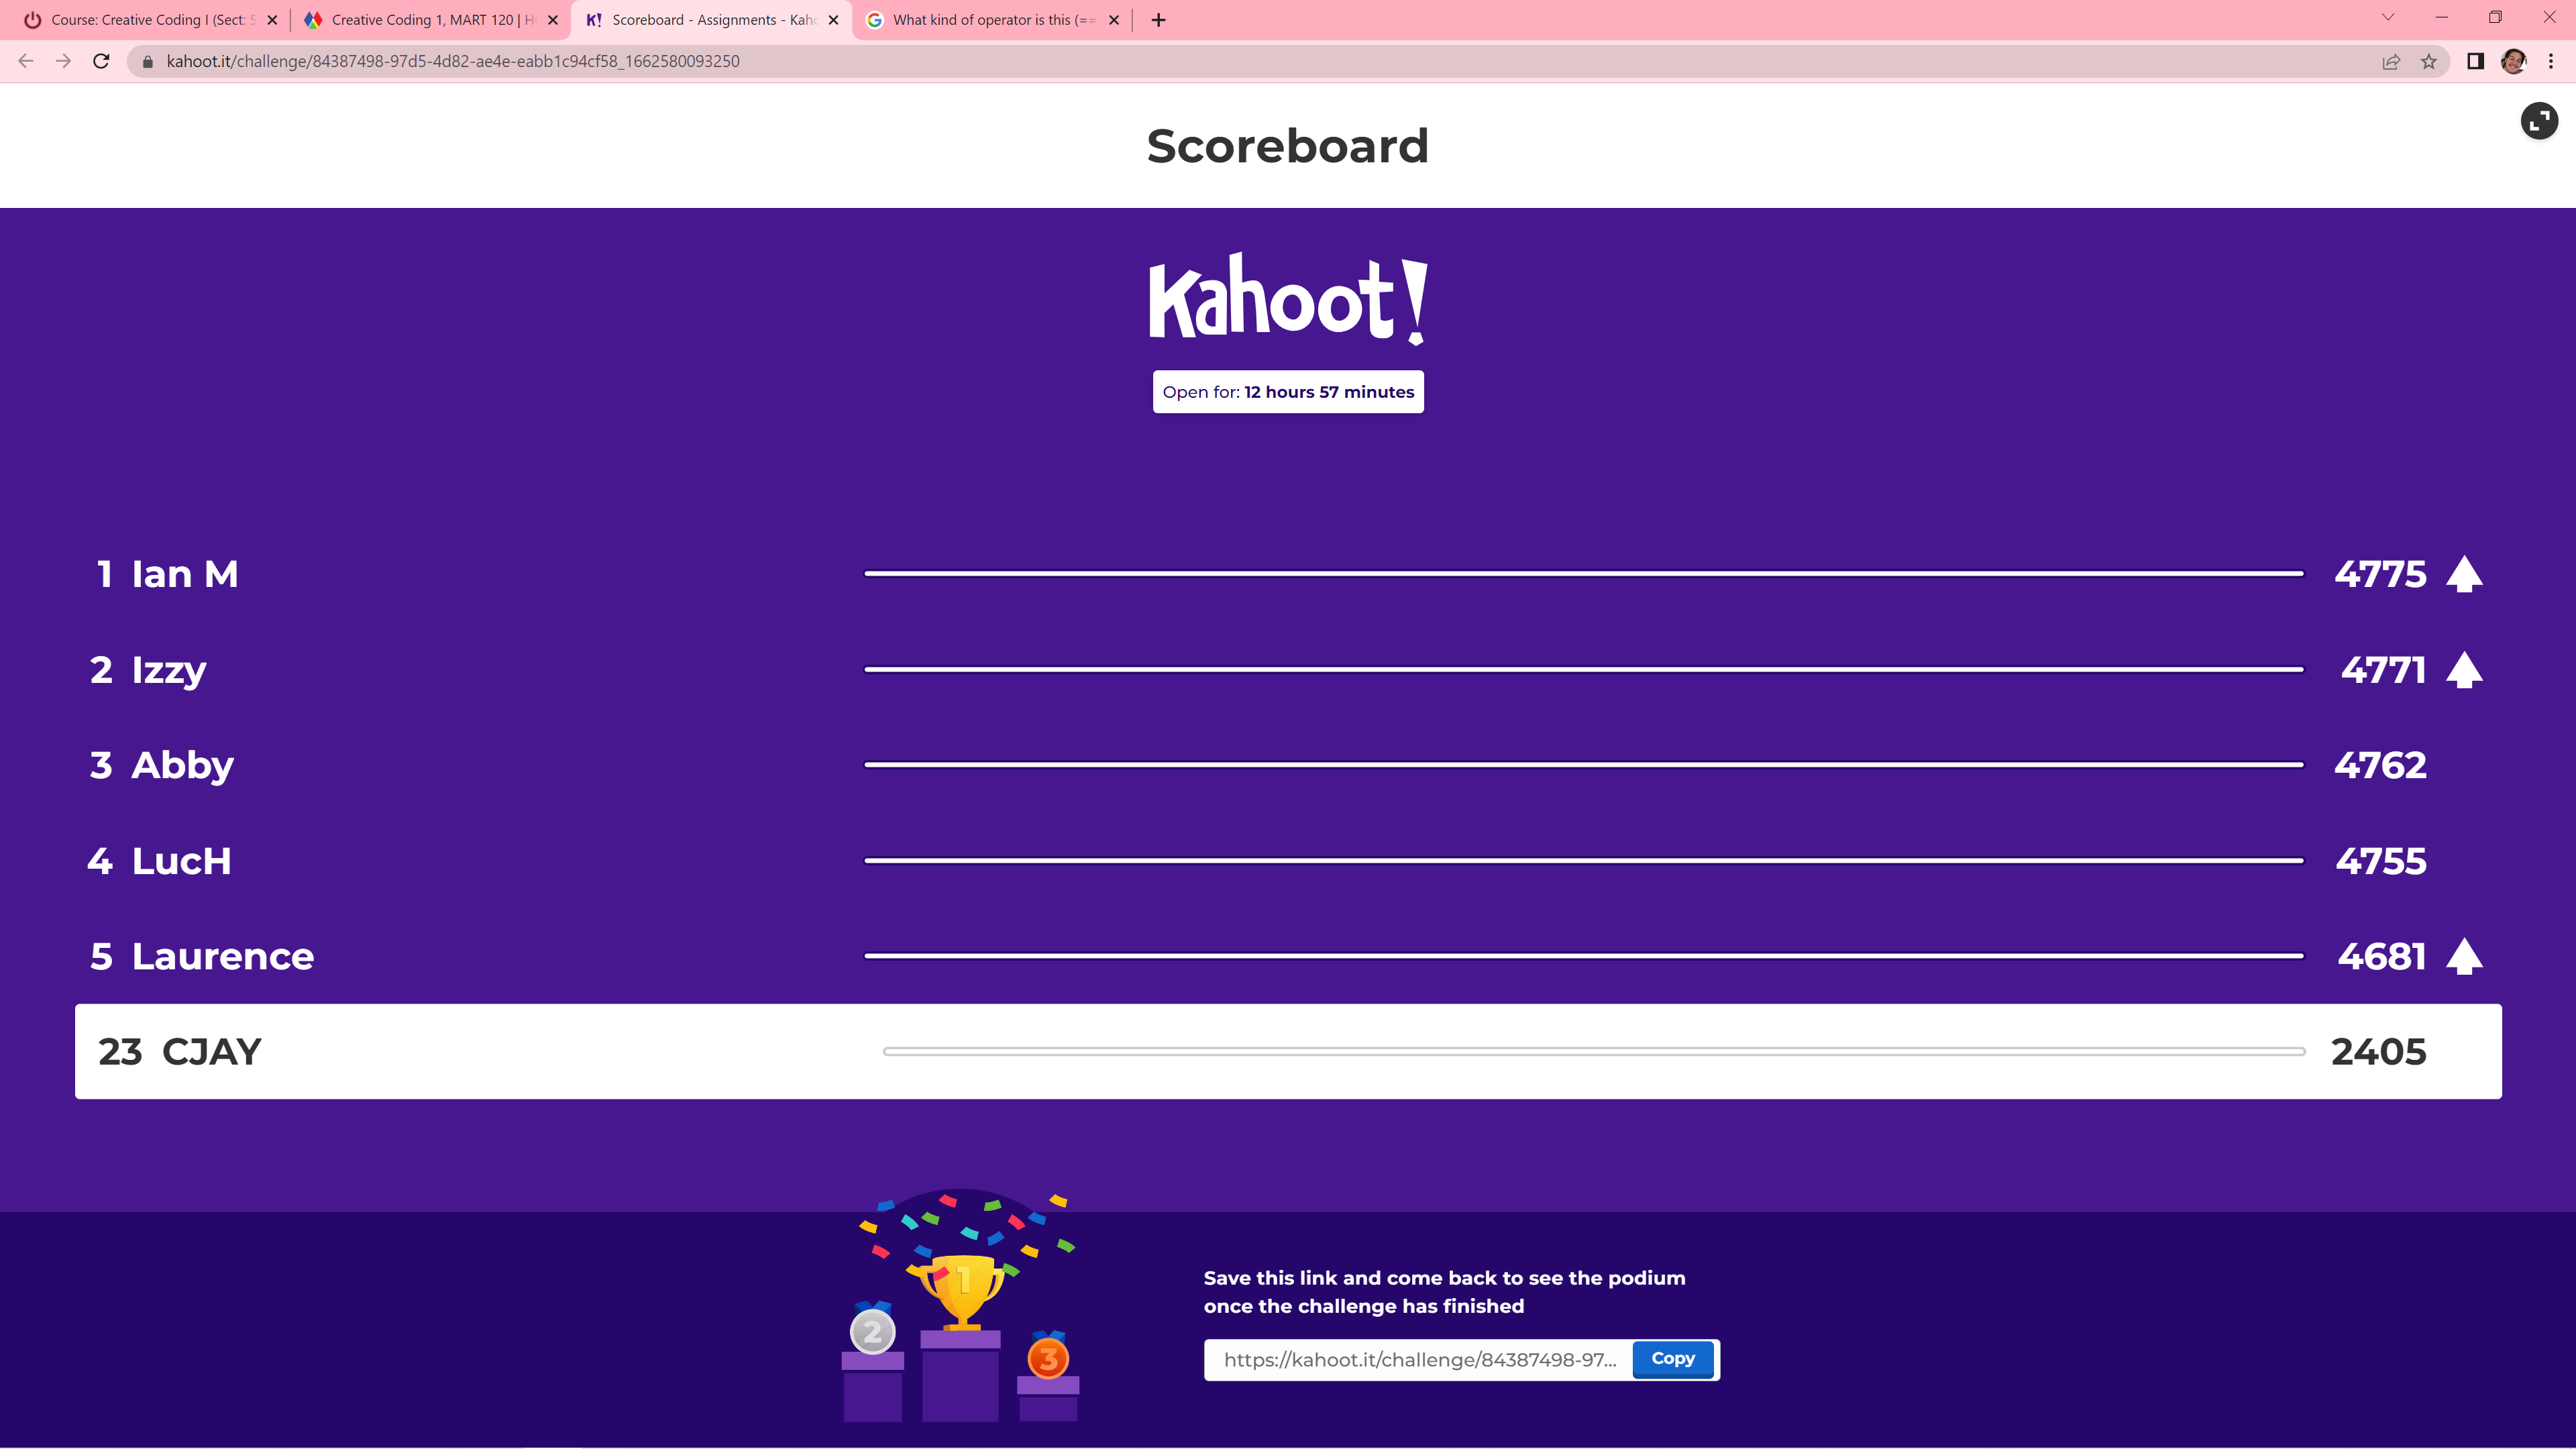 Course: Creative Coding I (Sect: 5
Creative Coding 1, MART 120 | H
Scoreboard - Assignments - Kaho
What kind of operator is this (==
kahoot.it/challenge/84387498-97d5-4d82-ae4e-eabb1c94cf58_1662580093250
Scoreboard
Kahoot!
Open for: 12 hours 57 minutes
1 Ian M 4775
2 Izzy 4771
3 Abby 4762
4 LucH 4755
5 Laurence 4681
23 CJAY 2405
1
2
3
Save this link and come back to see the podium
once the challenge has finished
https://kahoot.it/challenge/84387498-97... Copy